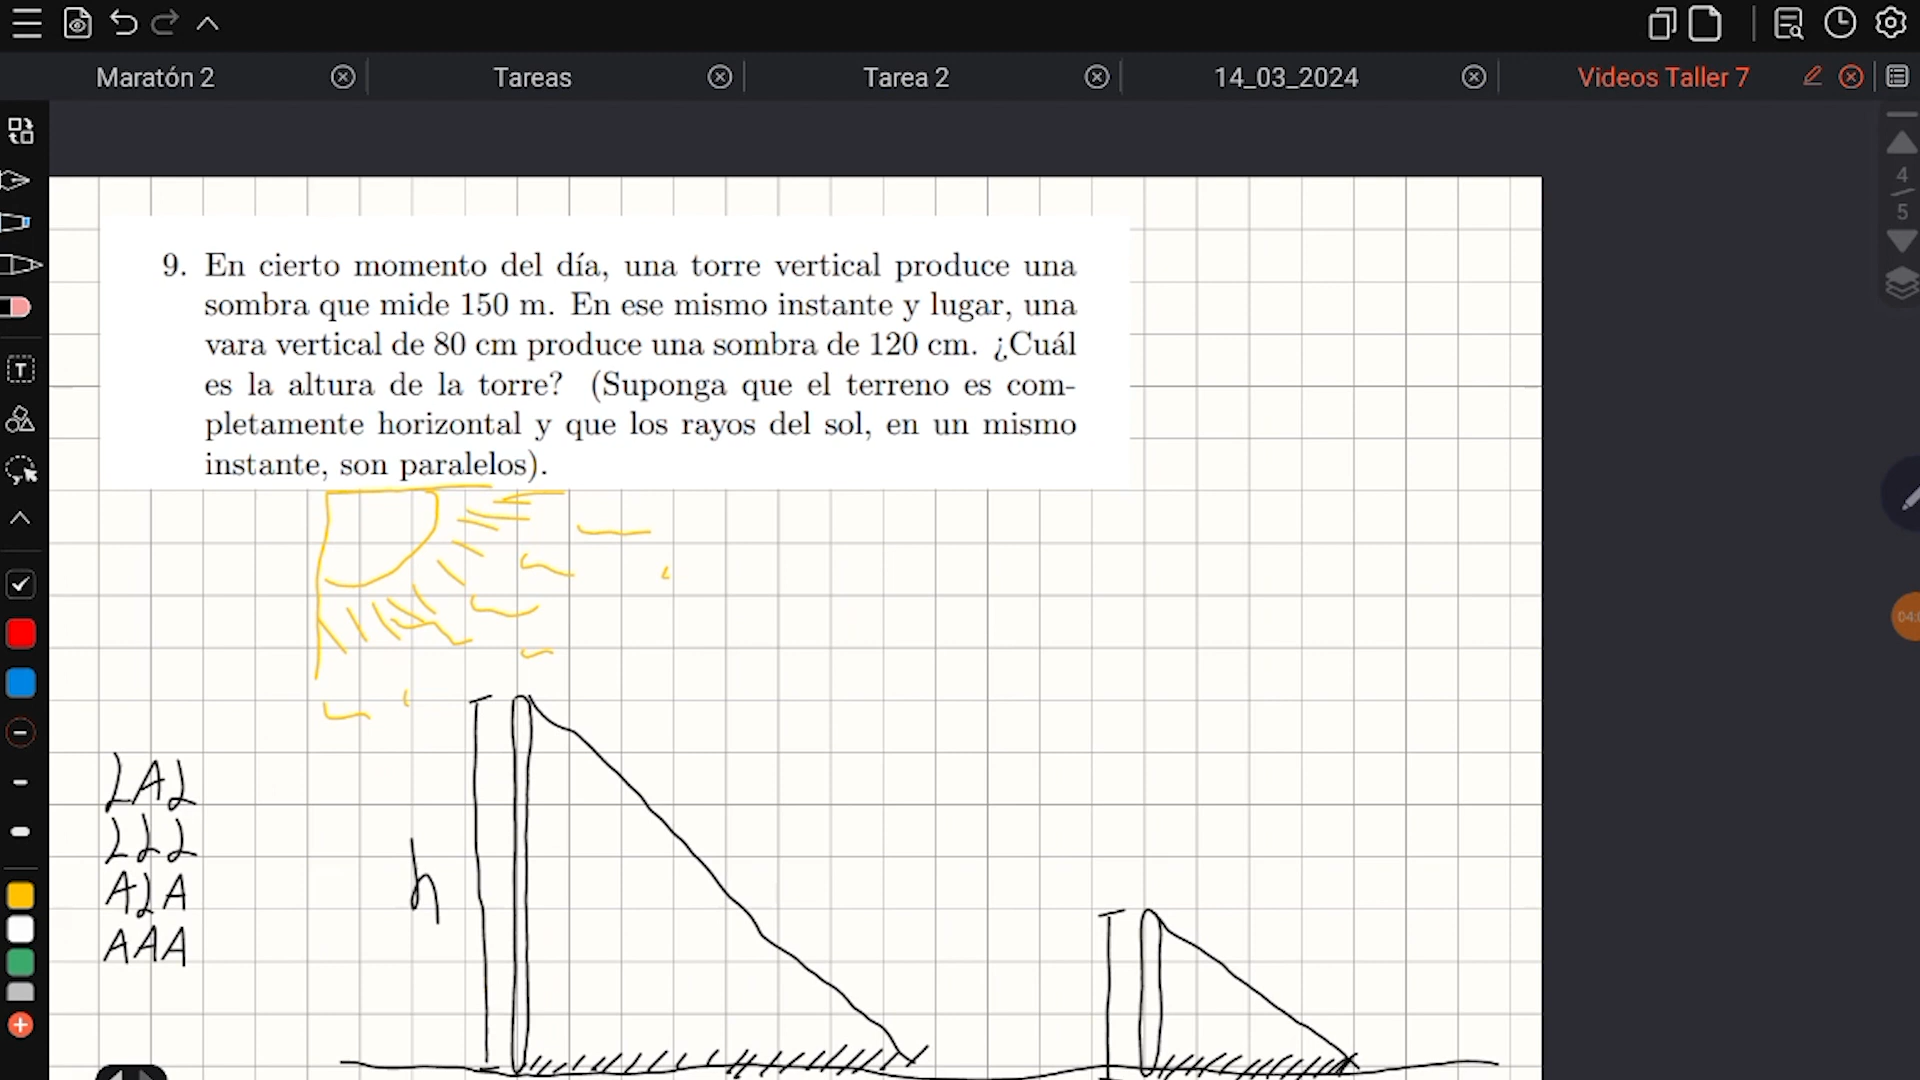 Maratón 2
Tareas
Tarea 2
14_03_2024
Videos Taller 7
4
5
9. En cierto momento del día, una torre vertical produce una
sombra que mide 150 m. En ese mismo instante y lugar, una
vara vertical de 80 cm produce una sombra de 120 cm. ¿Cuál
es la altura de la torre? (Suponga que el terreno es com-
pletamente horizontal y que los rayos del sol, en un mismo
instante, son paralelos).
LAL
LLL
ALA
AAA
h
T